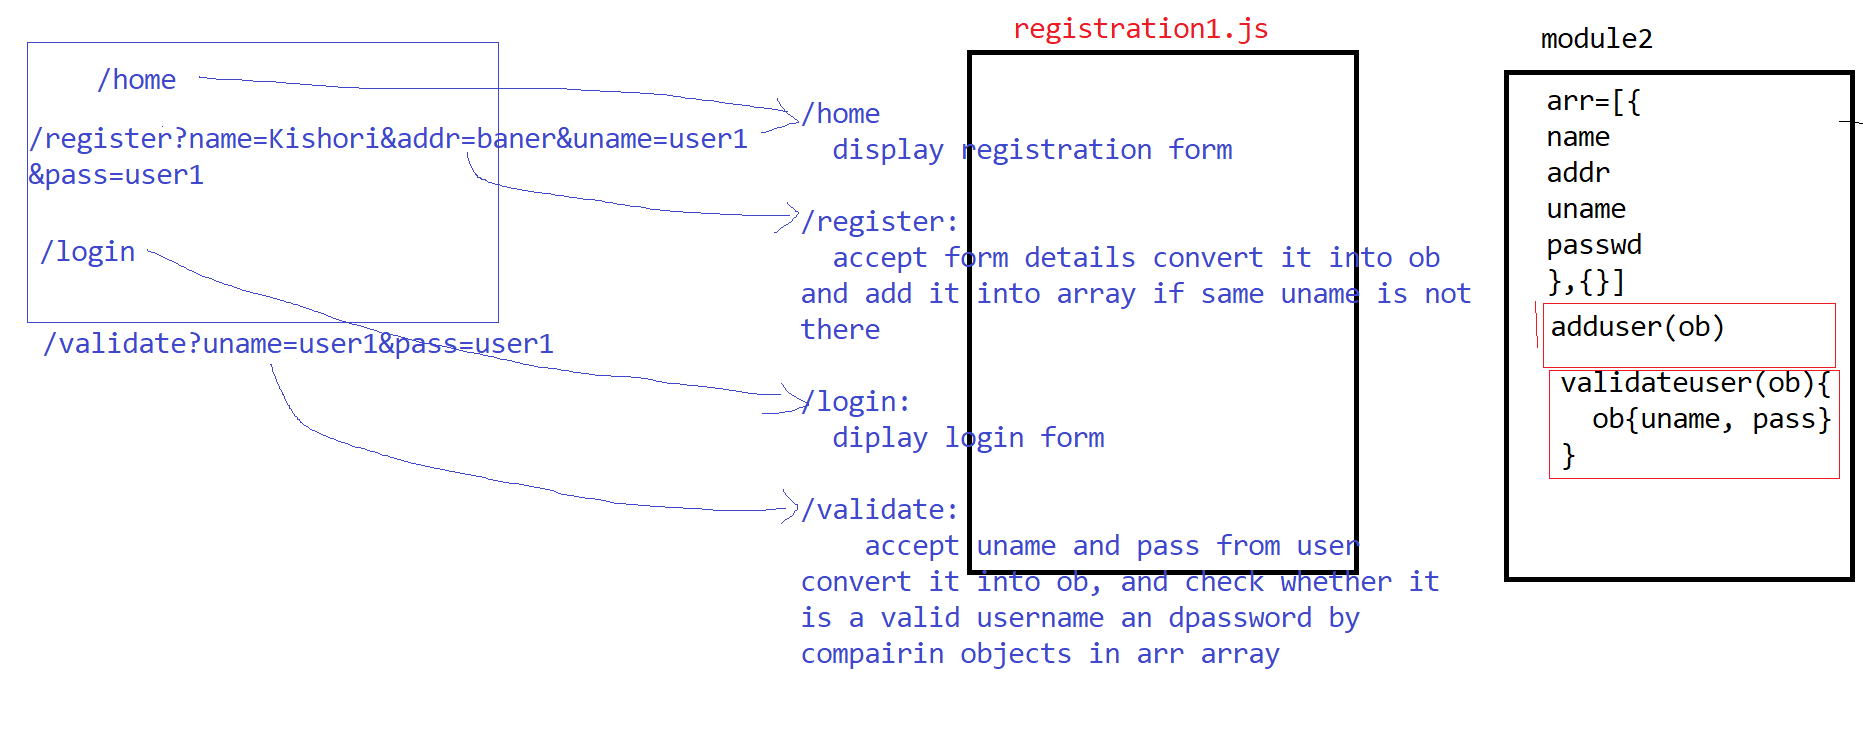 /home
/register?name=Kishori&addr=baner&uname=user1
&pass=user1
/login
/validate?uname=user1&pass=user1
registration1.js
/home
display registration form
/register:
accept form details convert it into ob
and add it into array if same uname is not
there
/login:
diplay login form
/validate:
accept uname and pass from user
convert it into ob, and check whether it
is a valid username an dpassword by
compairin objects in arr array
module2
arr=[{
name
addr
uname
passwd
},{}]
adduser(ob)
validateuser(ob){
ob{uname, pass}
}